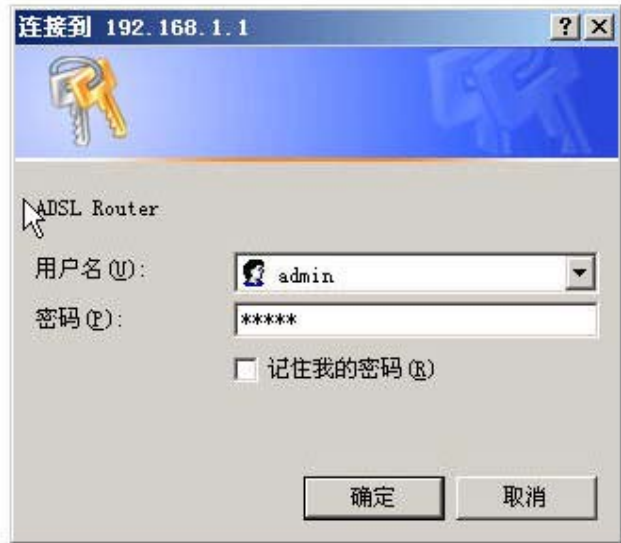 连接到 192.168.1.1
ADSL Router
用户名(U):
admin
密码(P):
*****
记住我的密码(R)
确定
取消